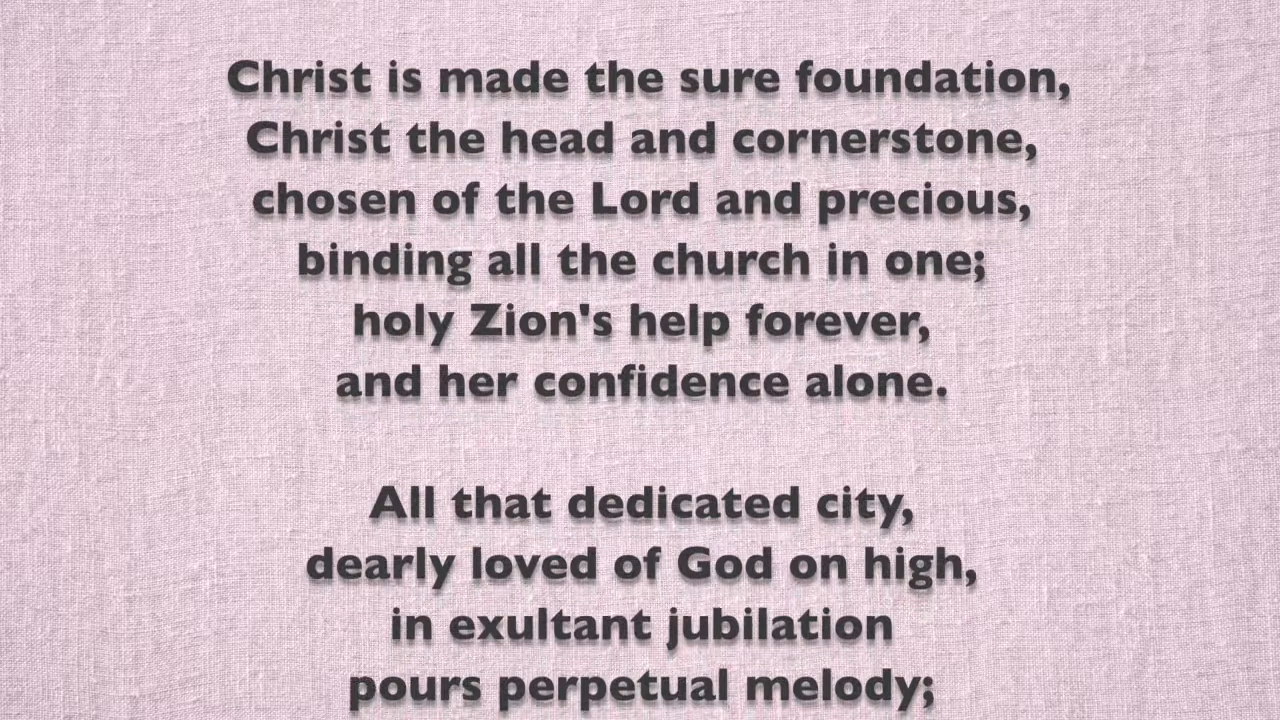 Christ is made the sure foundation,
Christ the head and cornerstone,
chosen of the Lord and precious,
binding all the church in one;
holy Zion's help forever,
and her confidence alone.
All that dedicated city,
dearly loved of God on high,
in exultant jubilation
pours perpetual melody;